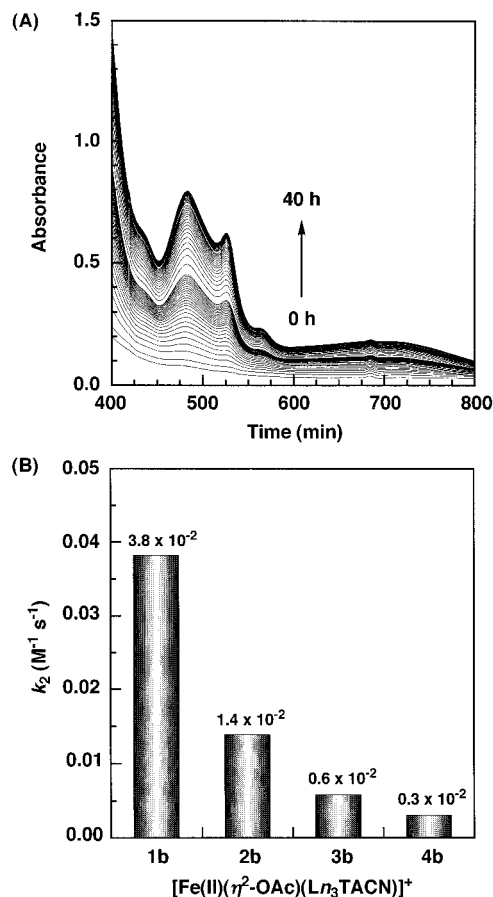 (A)
1.5
1.0
0.5
0.0
Absorbance
40 h
0 h
400 500 600 700 800
Time (min)
(B)
0.05
0.04
0.03
0.02
0.01
0.00
k₂ (M⁻¹ s⁻¹)
3.8 x 10⁻²
1.4 x 10⁻²
0.6 x 10⁻²
0.3 x 10⁻²
1b 2b 3b 4b
[Fe(II)(η²-OAc)(Ln₃TACN)]⁺